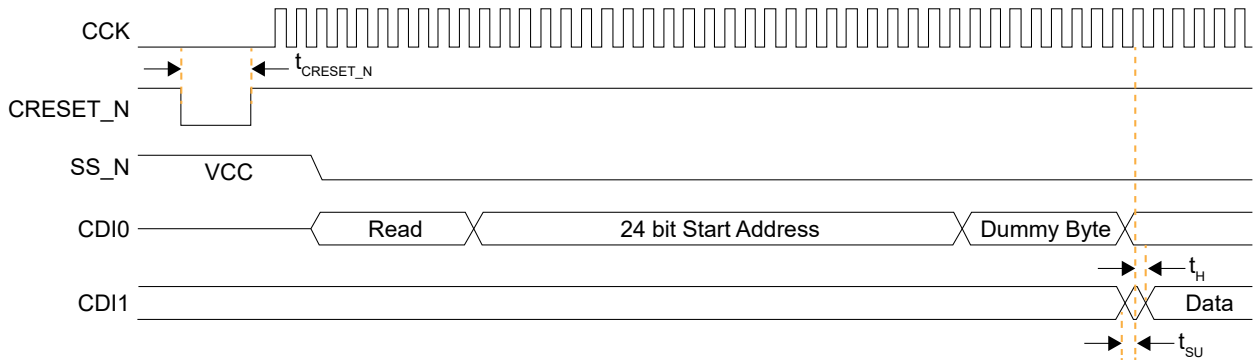 CCK
tCRESET_N
CRESET_N
SS_N VCC
CDI0 Read 24 bit Start Address Dummy Byte
tH
CDI1 Data
tSU